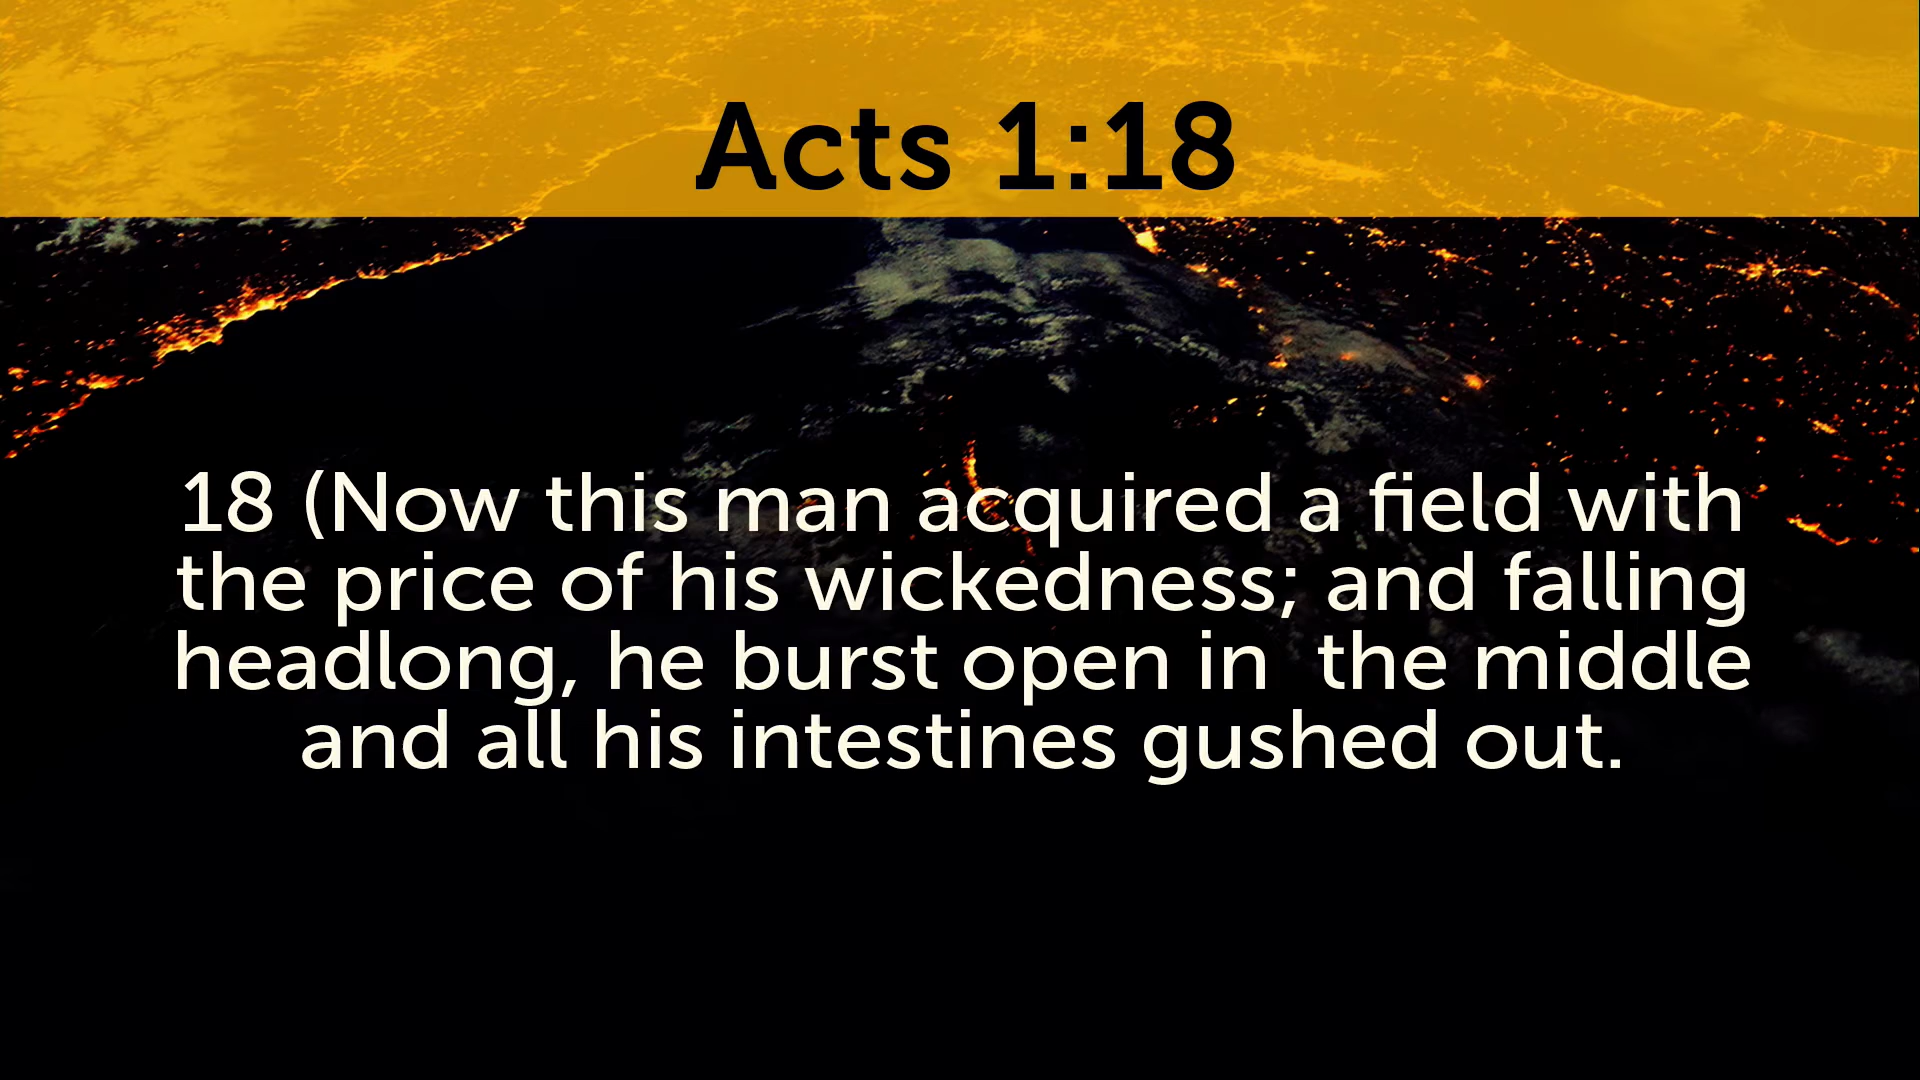 Acts 1:18
18 (Now this man acquired a field with
the price of his wickedness; and falling
headlong, he burst open in  the middle
and all his intestines gushed out.